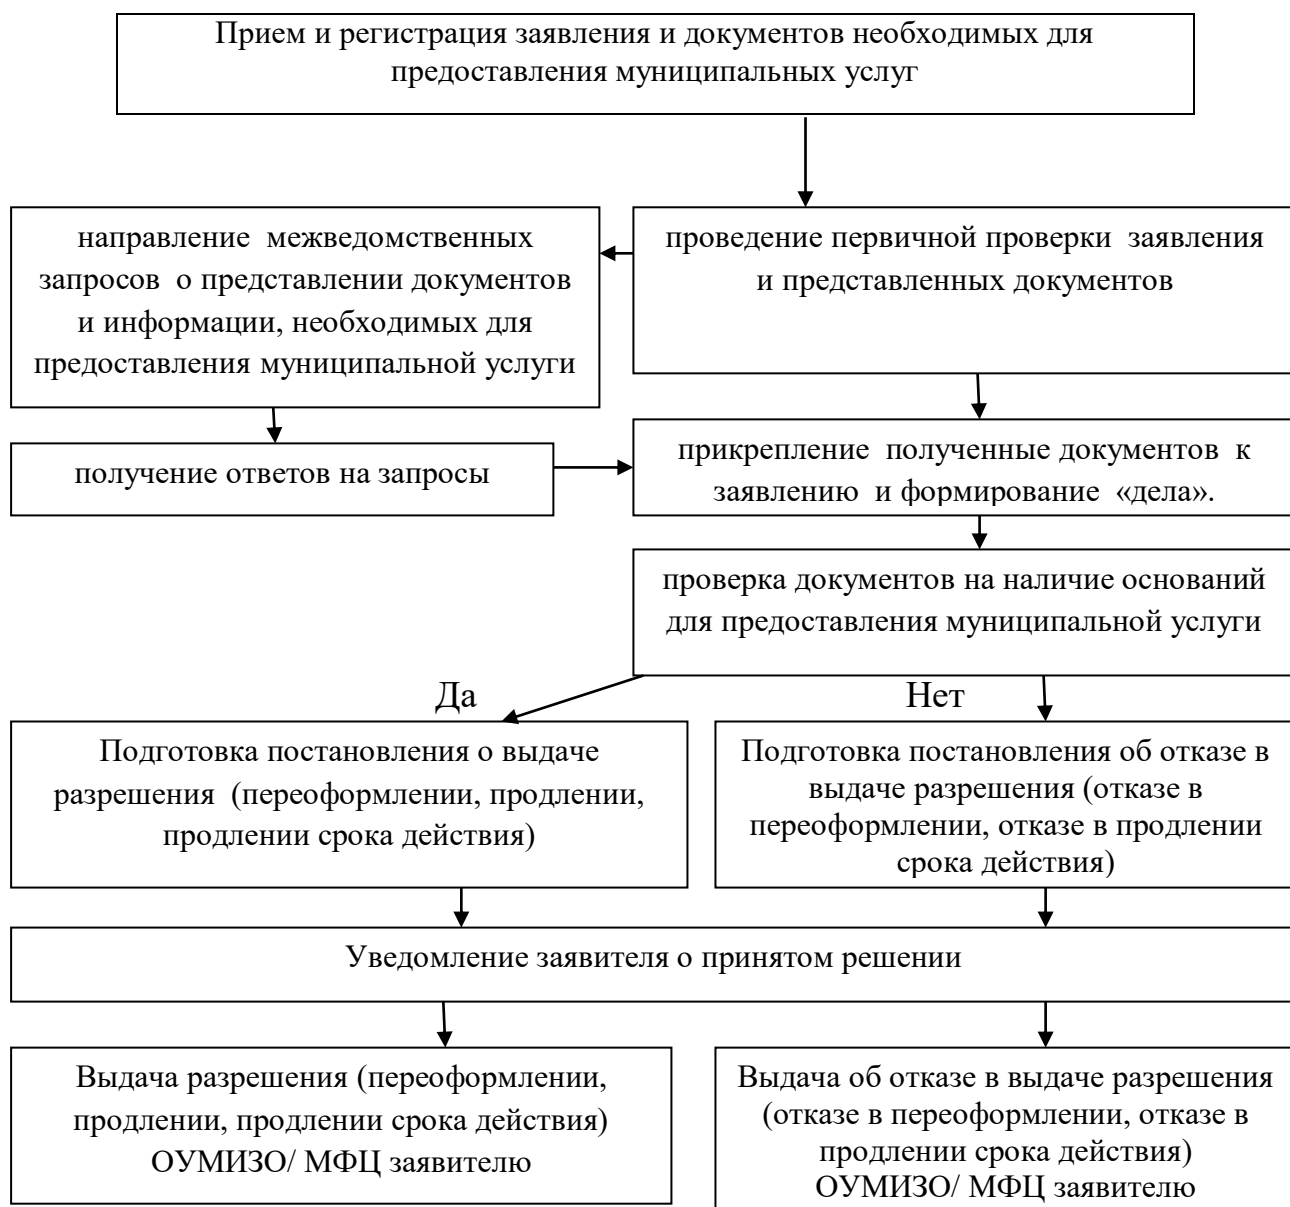 Прием и регистрация заявления и документов необходимых для
предоставления муниципальных услуг
направление межведомственных
запросов о представлении документов
и информации, необходимых для
предоставления муниципальной услуги
проведение первичной проверки заявления
и представленных документов
получение ответов на запросы
прикрепление полученные документов к
заявлению и формирование «дела».
проверка документов на наличие оснований
для предоставления муниципальной услуги
Да
Нет
Подготовка постановления о выдаче
разрешения (переоформлении, продлении,
продлении срока действия)
Подготовка постановления об отказе в
выдаче разрешения (отказе в
переоформлении, отказе в продлении
срока действия)
Уведомление заявителя о принятом решении
Выдача разрешения (переоформлении,
продлении, продлении срока действия)
ОУМИЗО/ МФЦ заявителю
Выдача об отказе в выдаче разрешения
(отказе в переоформлении, отказе в
продлении срока действия)
ОУМИЗО/ МФЦ заявителю